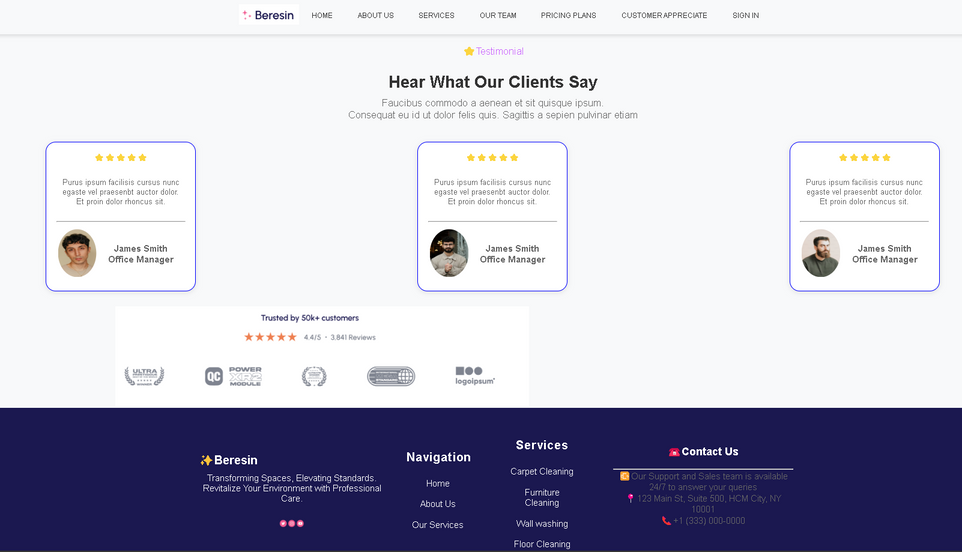 Beresin HOME ABOUT US SERVICES OUR TEAM PRICING PLANS CUSTOMER APPRECIATE SIGN IN
Testimonial
Hear What Our Clients Say
Faucibus commodo a aenean et sit quisque ipsum.
Consequat eu id ut dolor felis quis. Sagittis a sepien pulvinar etiam
Purus ipsum facilisis cursus nunc
egaste vel praesenbt auctor dolor.
Et proin dolor rhoncus sit.
James Smith
Office Manager
Purus ipsum facilisis cursus nunc
egaste vel praesenbt auctor dolor.
Et proin dolor rhoncus sit.
James Smith
Office Manager
Purus ipsum facilisis cursus nunc
egaste vel praesenbt auctor dolor.
Et proin dolor rhoncus sit.
James Smith
Office Manager
Trusted by 50k+ customers
4.4/5 • 3,841 Reviews
ULTRA
QC POWER
XR2
MODULE
logoipsum
Beresin
Transforming Spaces, Elevating Standards.
Revitalize Your Environment with Professional
Care.
Navigation
Home
About Us
Our Services
Services
Carpet Cleaning
Furniture
Cleaning
Wall washing
Floor Cleaning
Contact Us
Our Support and Sales team is available
24/7 to answer your queries
123 Main St, Suite 500, HCM City, NY
10001
+1 (333) 000-0000